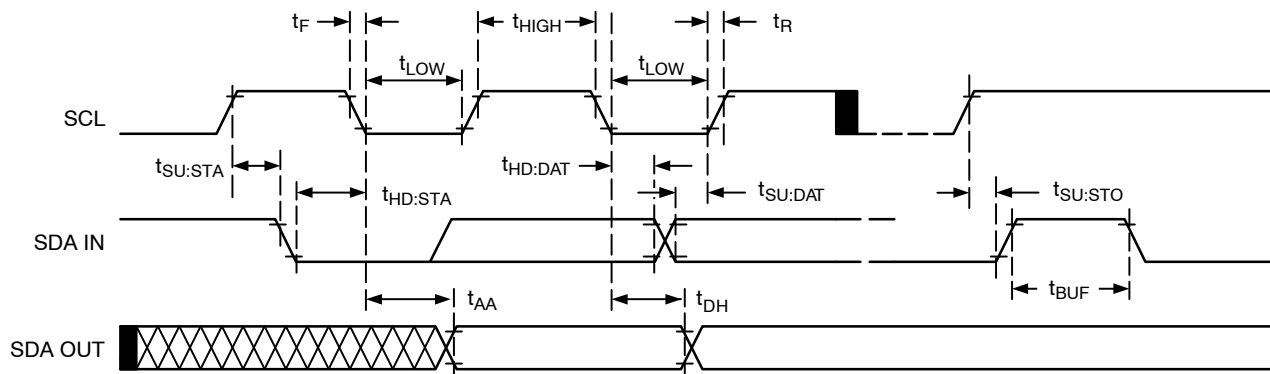 tF
tHIGH
tR
tLOW
tLOW
SCL
tSU:STA
tHD:STA
tHD:DAT
tSU:DAT
tSU:STO
SDA IN
tBUF
tAA
tDH
SDA OUT